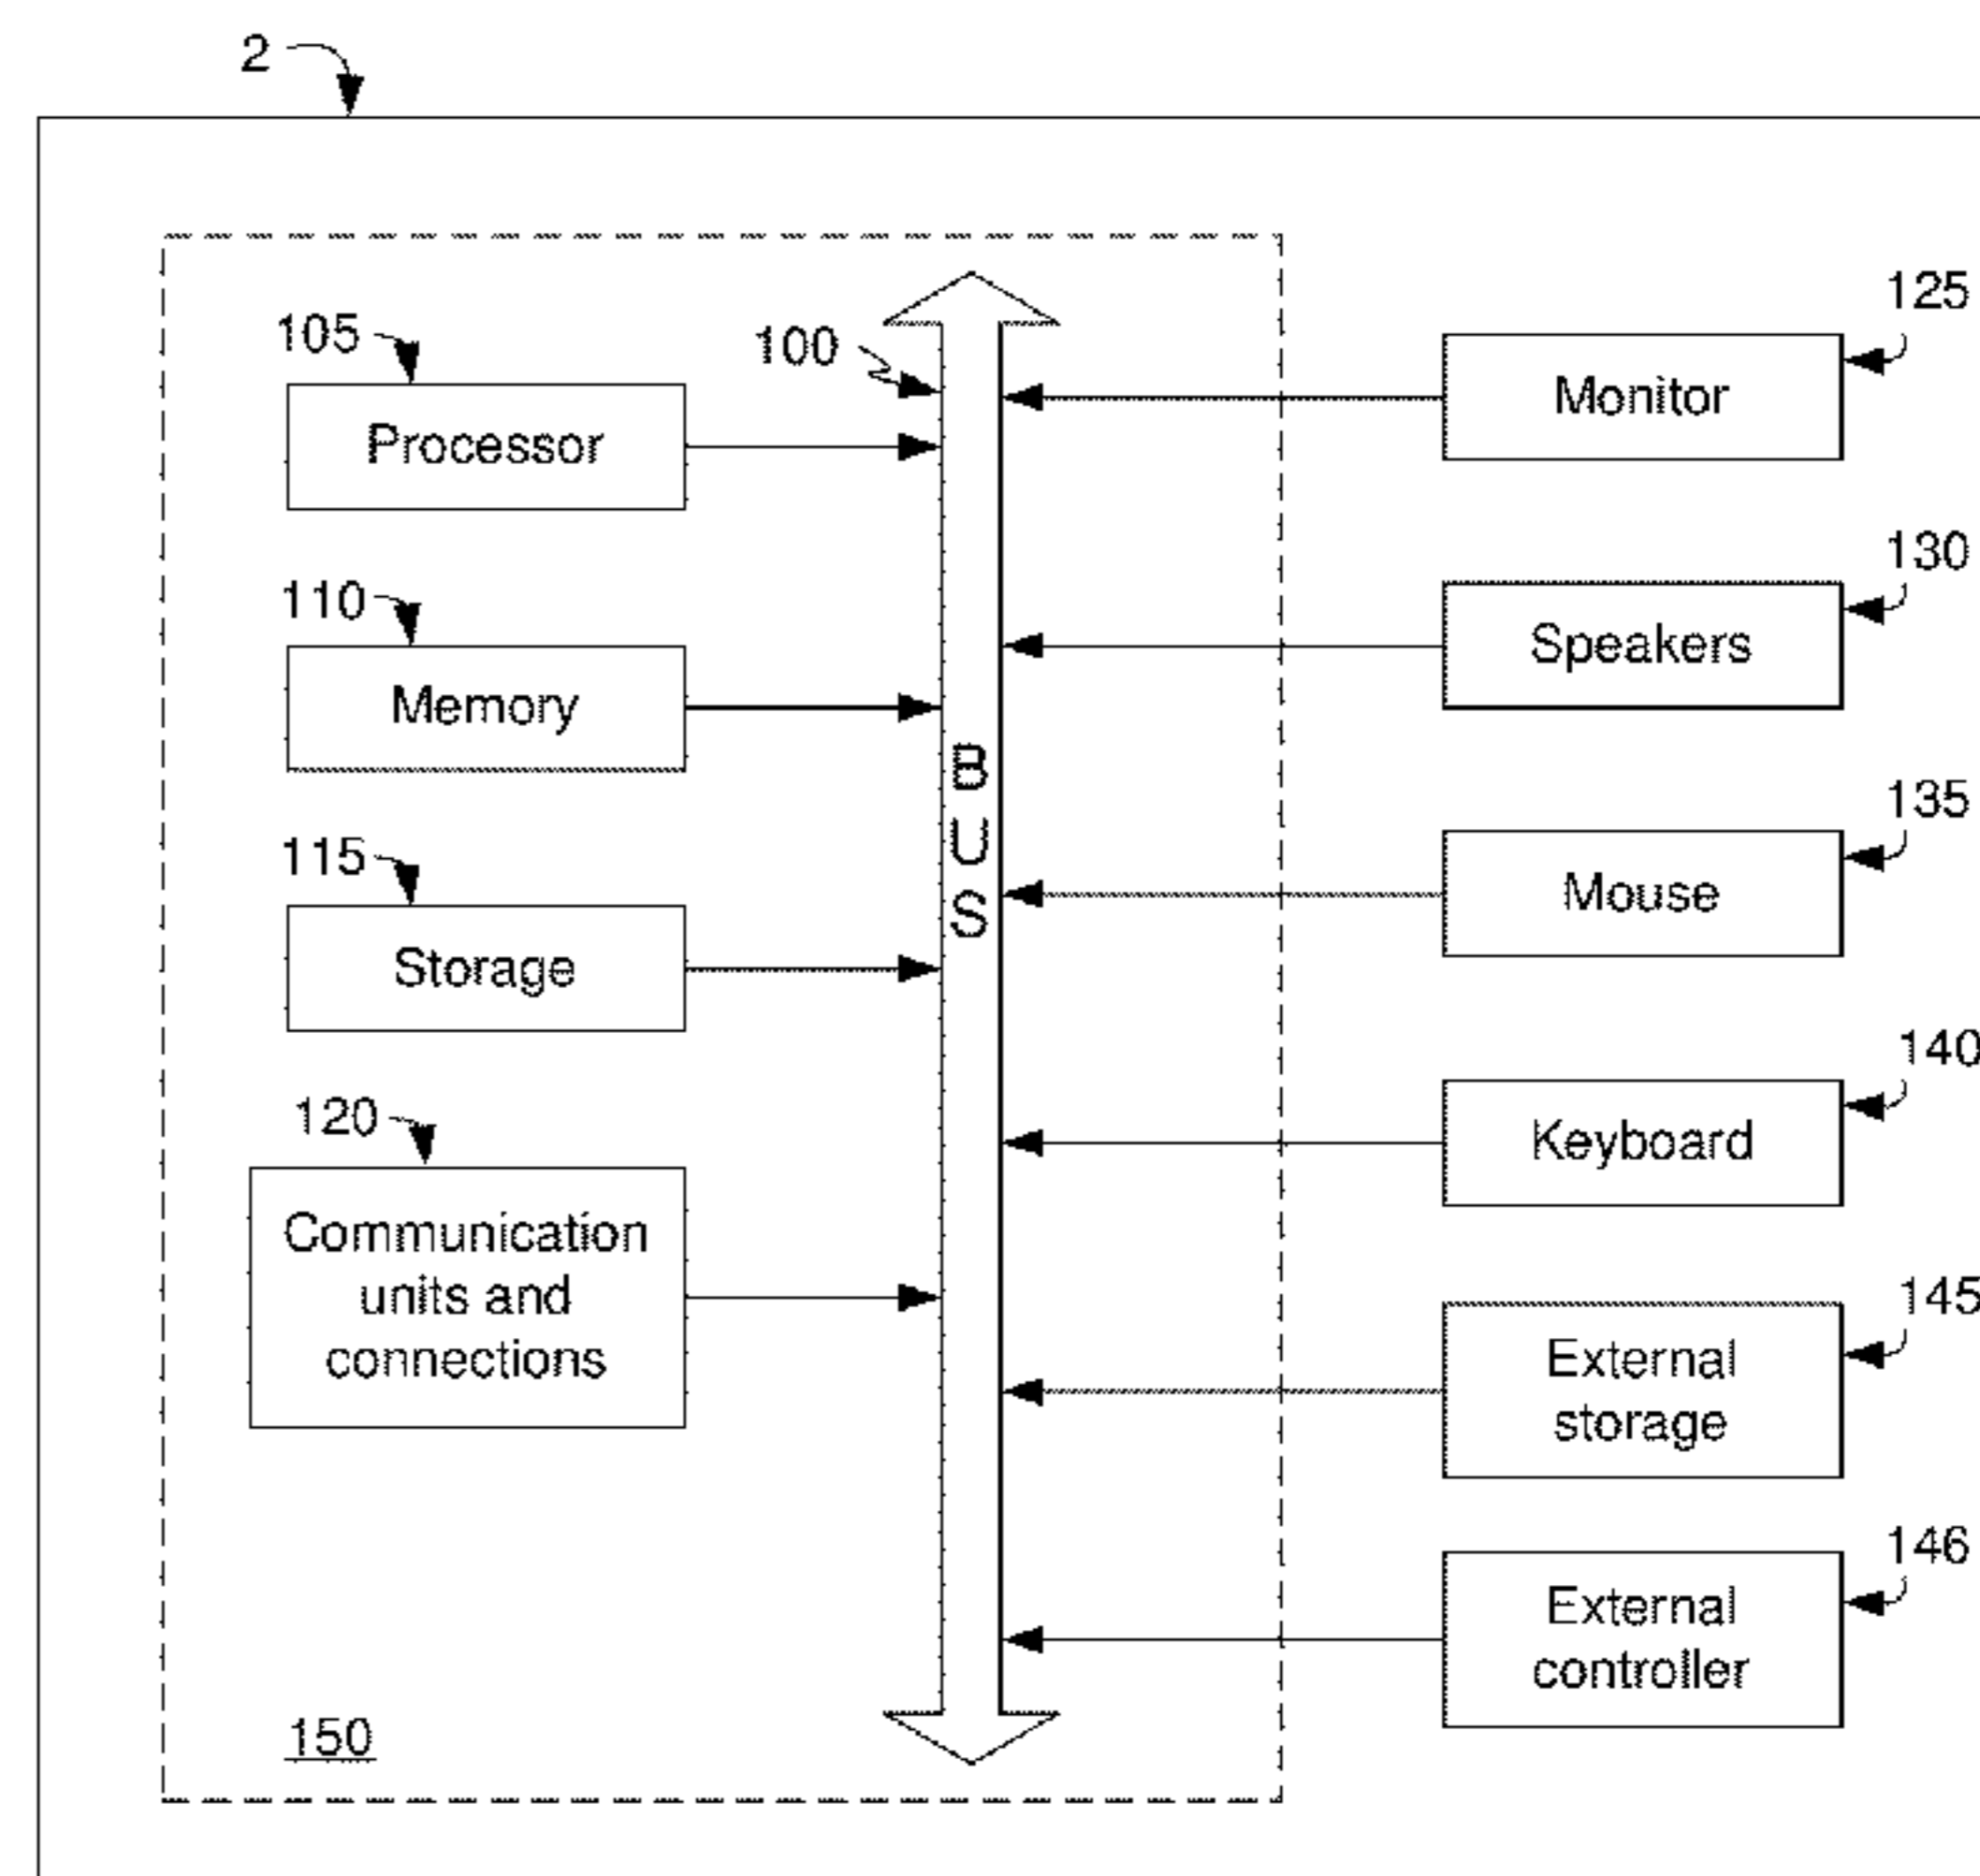 2
105
Processor
110
Memory
115
Storage
120
Communication
units and
connections
150
100
BUS
125
Monitor
130
Speakers
135
Mouse
140
Keyboard
145
External
storage
146
External
controller